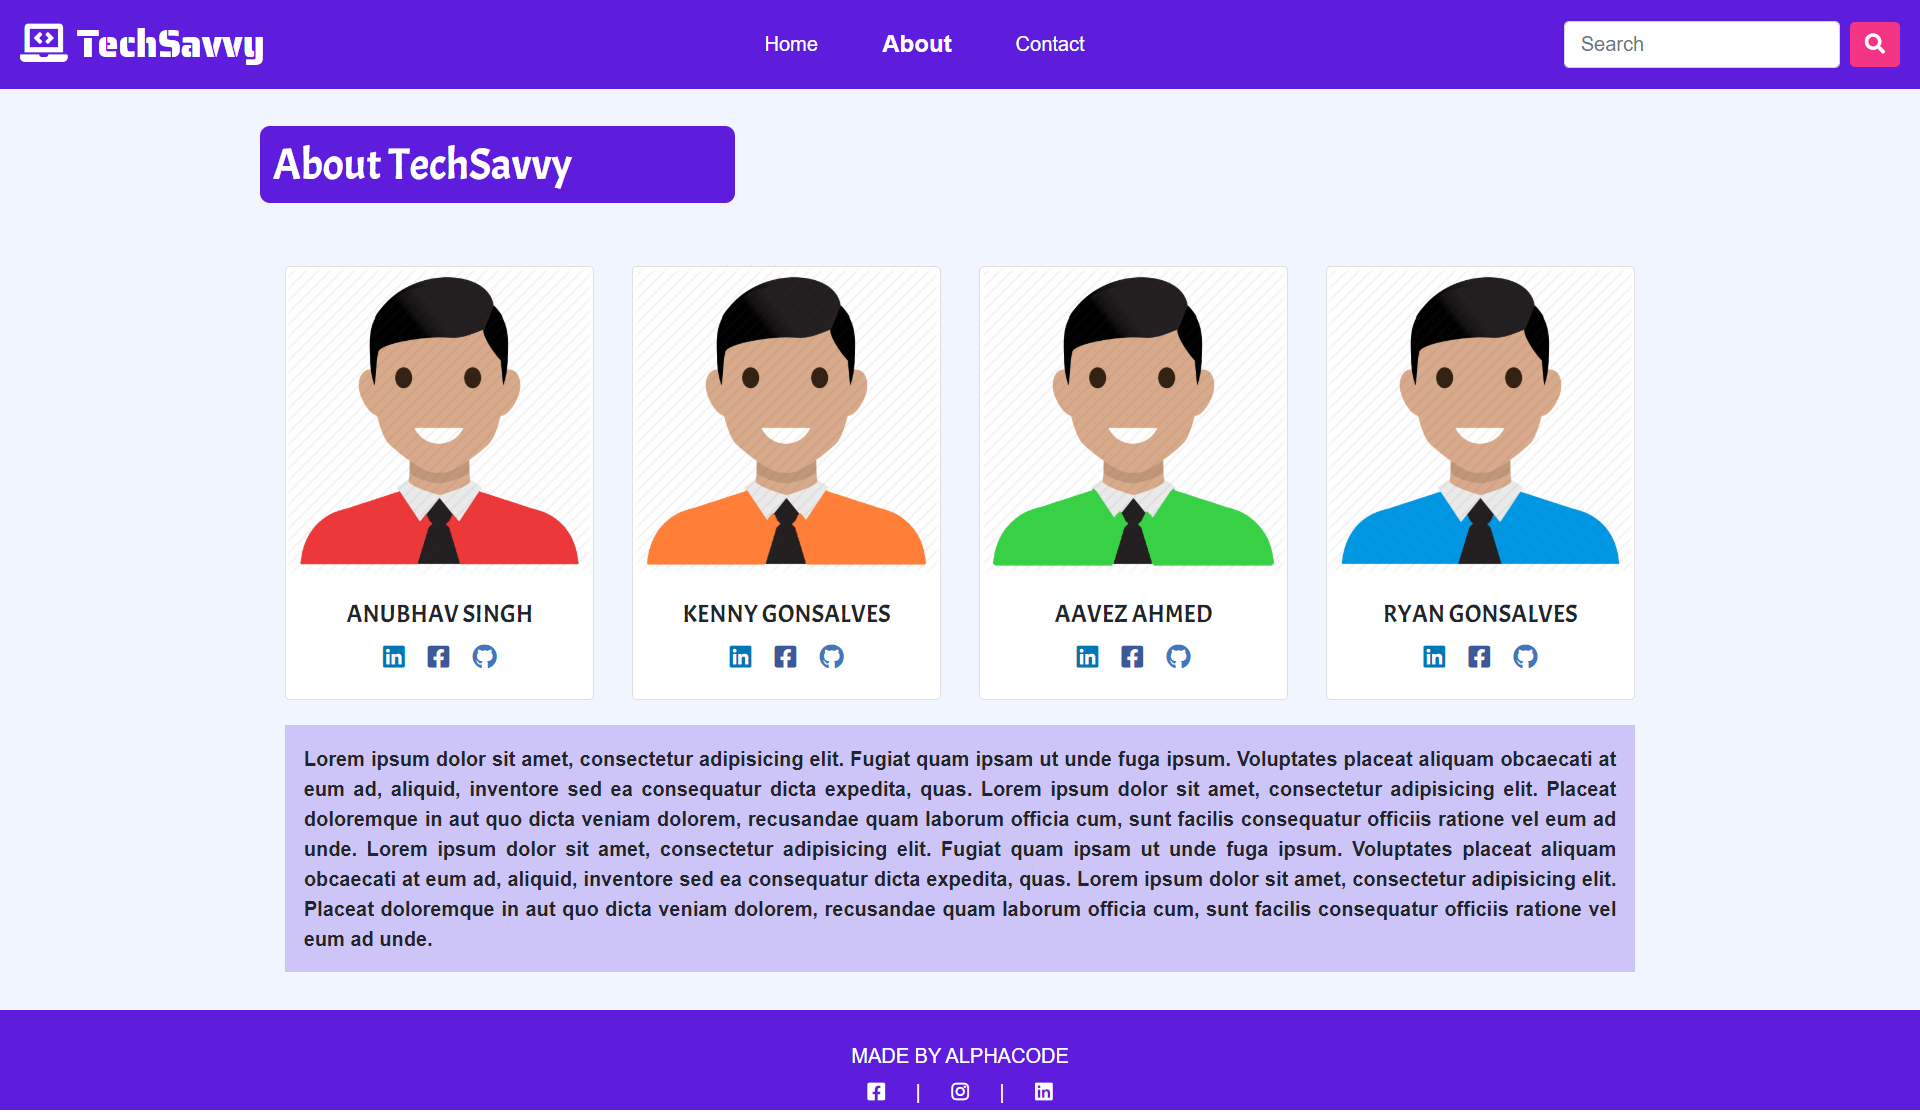 TechSavvy
Home
About
Contact
Search
About TechSavvy
ANUBHAV SINGH
KENNY GONSALVES
AAVEZ AHMED
RYAN GONSALVES
Lorem ipsum dolor sit amet, consectetur adipisicing elit. Fugiat quam ipsam ut unde fuga ipsum. Voluptates placeat aliquam obcaecati at
eum ad, aliquid, inventore sed ea consequatur dicta expedita, quas. Lorem ipsum dolor sit amet, consectetur adipisicing elit. Placeat
doloremque in aut quo dicta veniam dolorem, recusandae quam laborum officia cum, sunt facilis consequatur officiis ratione vel eum ad
unde. Lorem ipsum dolor sit amet, consectetur adipisicing elit. Fugiat quam ipsam ut unde fuga ipsum. Voluptates placeat aliquam
obcaecati at eum ad, aliquid, inventore sed ea consequatur dicta expedita, quas. Lorem ipsum dolor sit amet, consectetur adipisicing elit.
Placeat doloremque in aut quo dicta veniam dolorem, recusandae quam laborum officia cum, sunt facilis consequatur officiis ratione vel
eum ad unde.
MADE BY ALPHACODE
| |